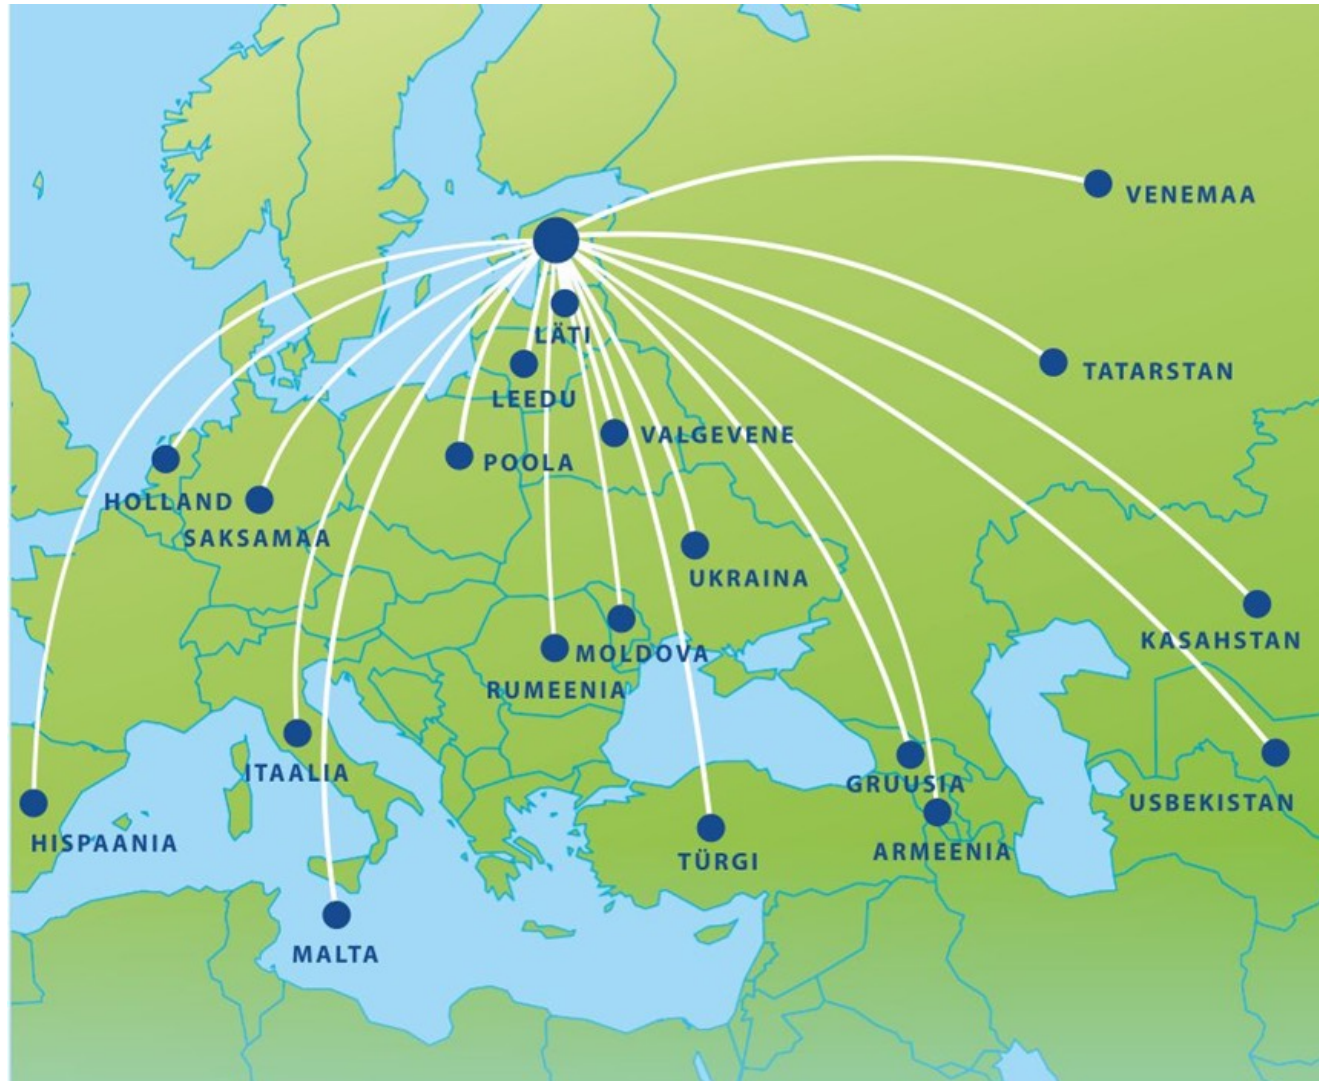 VENEMAA
LÄTI
TATARSTAN
LEEDU
VALGEVENE
POOLA
HOLLAND
SAKSAMAA
UKRAINA
KASAHSTAN
MOLDOVA
RUMEENIA
ITAALIA
GRUUSIA
USBEKISTAN
HISPAANIA
ARMEENIA
TÜRGI
MALTA